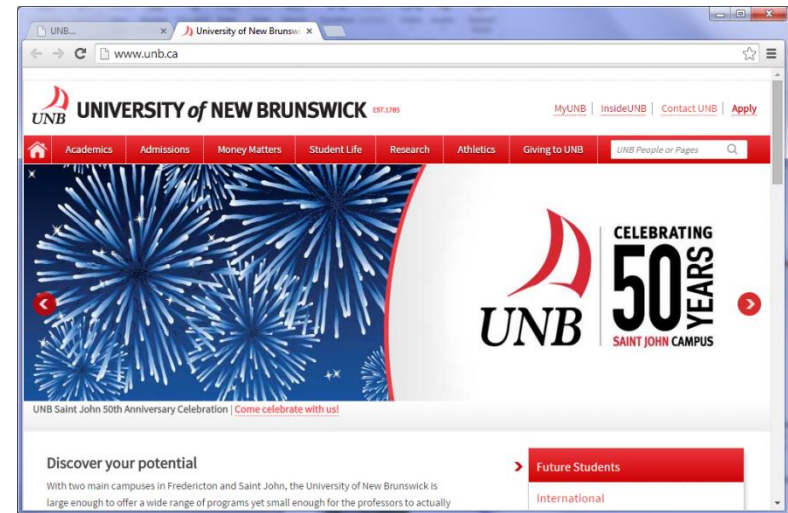 UNB...
University of New Brunswi
www.unb.ca
UNB UNIVERSITY of NEW BRUNSWICK EST.1785
MyUNB | InsideUNB | Contact UNB | Apply
Academics Admissions Money Matters Student Life Research Athletics Giving to UNB UNB People or Pages
UNB
CELEBRATING
50 YEARS
SAINT JOHN CAMPUS
UNB Saint John 50th Anniversary Celebration | Come celebrate with us!
Discover your potential
With two main campuses in Fredericton and Saint John, the University of New Brunswick is
large enough to offer a wide range of programs yet small enough for the professors to actually
Future Students
International